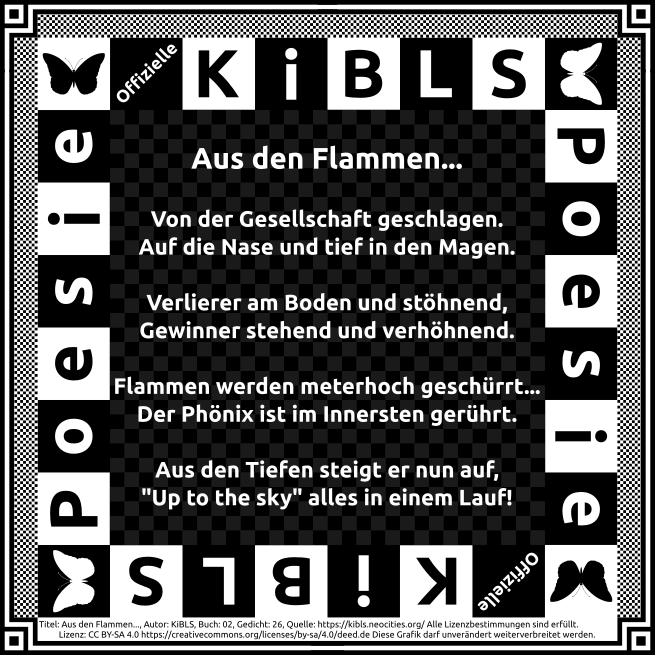 Offizielle KiBLS
Poesie
Poesie
Aus den Flammen...
Von der Gesellschaft geschlagen.
Auf die Nase und tief in den Magen.
Verlierer am Boden und stöhnend,
Gewinner stehend und verhöhnend.
Flammen werden meterhoch geschürrt...
Der Phönix ist im Innersten gerührt.
Aus den Tiefen steigt er nun auf,
"Up to the sky" alles in einem Lauf!
Offizielle KiBLS
Titel: Aus den Flammen..., Autor: KiBLS, Buch: 02, Gedicht: 26, Quelle: https://kibls.neocities.org/ Alle Lizenzbestimmungen sind erfüllt.
Lizenz: CC BY-SA 4.0 https://creativecommons.org/licenses/by-sa/4.0/deed.de Diese Grafik darf unverändert weiterverbreitet werden.